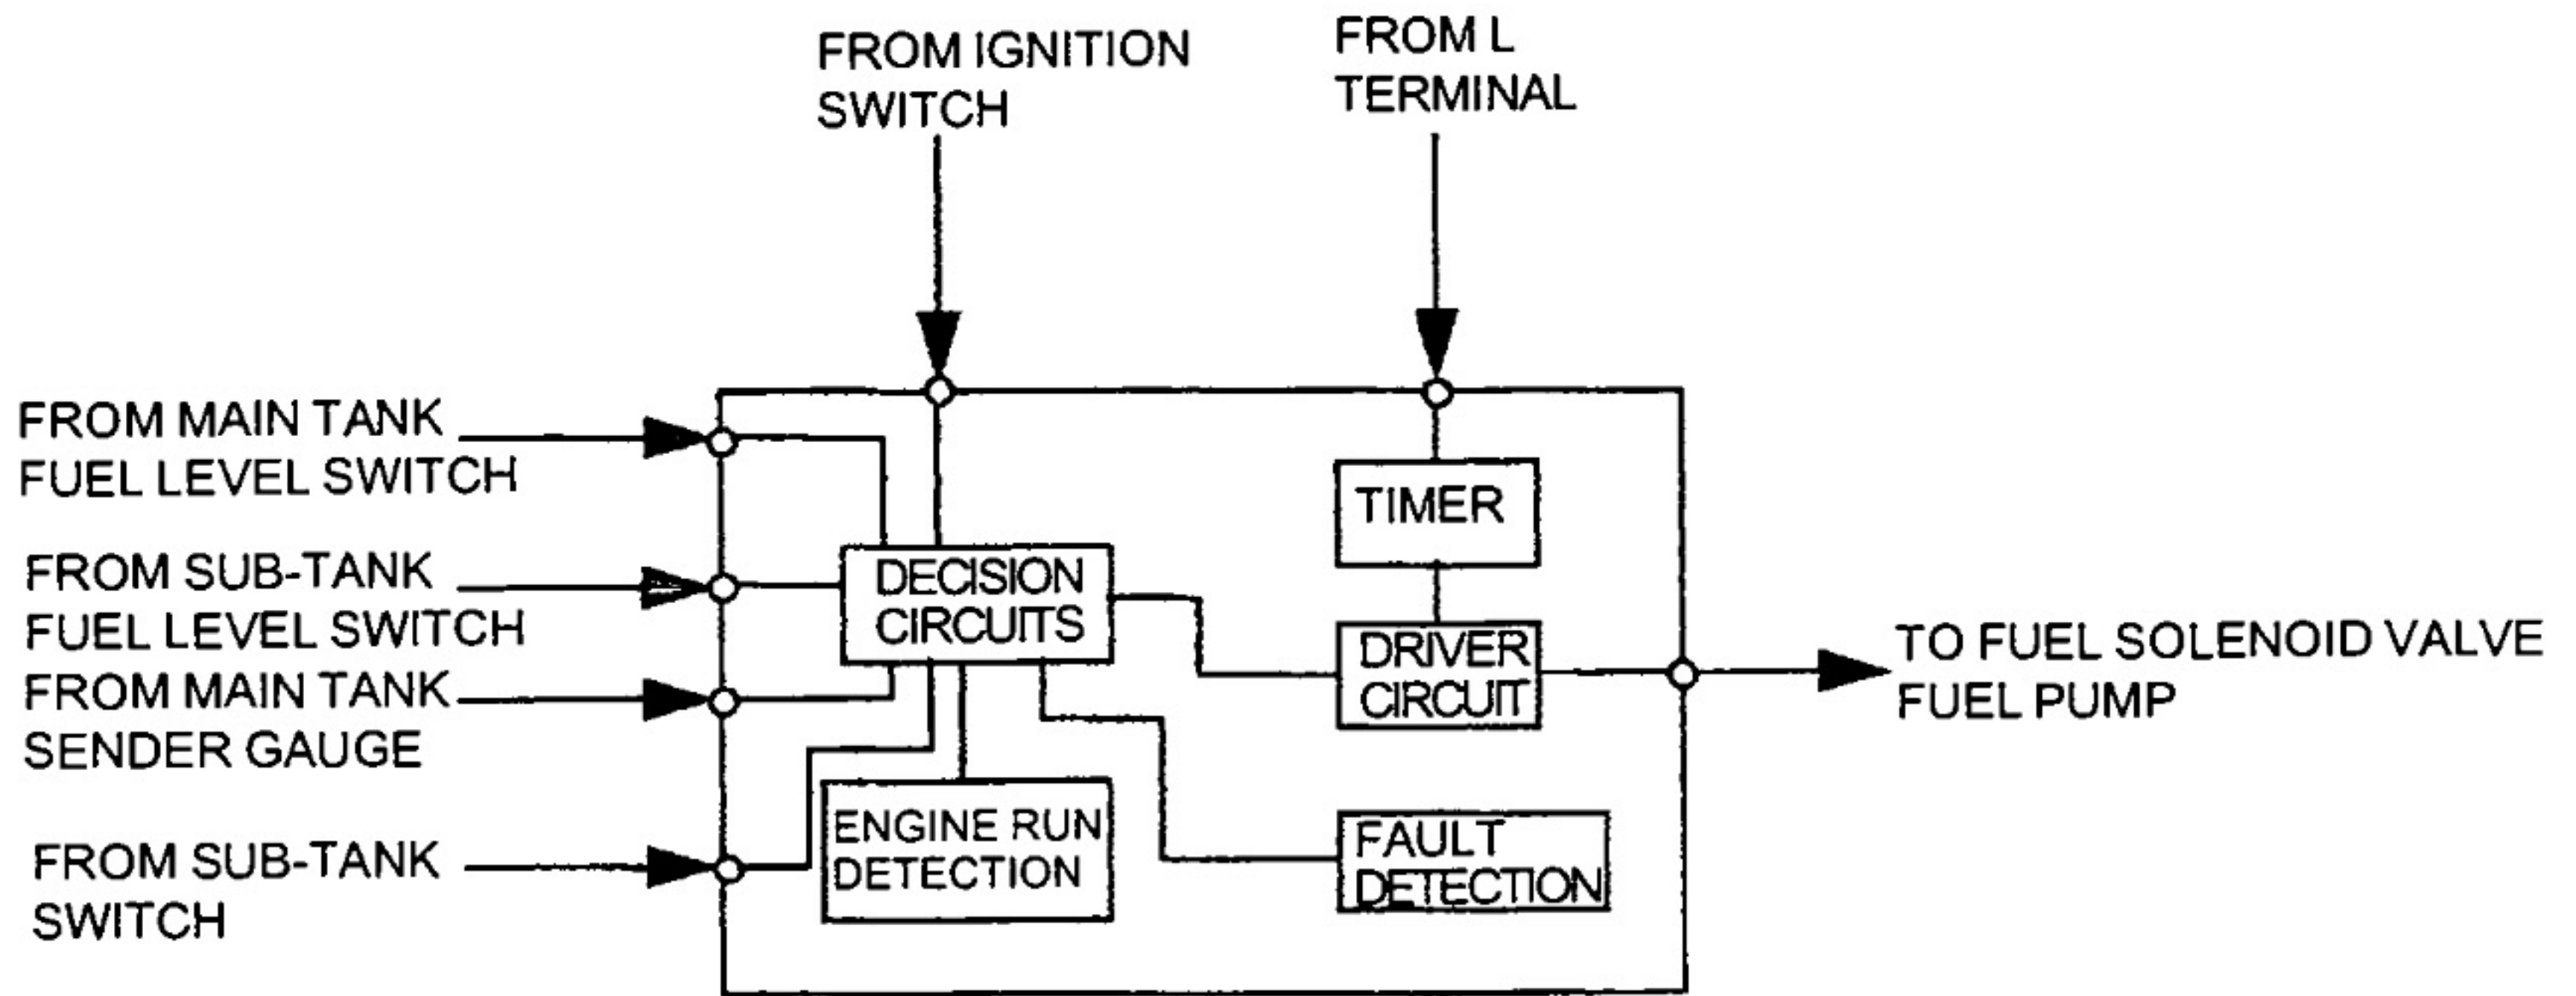 FROM IGNITION
SWITCH
FROM L
TERMINAL
FROM MAIN TANK
FUEL LEVEL SWITCH
FROM SUB-TANK
FUEL LEVEL SWITCH
FROM MAIN TANK
SENDER GAUGE
FROM SUB-TANK
SWITCH
DECISION
CIRCUITS
ENGINE RUN
DETECTION
TIMER
DRIVER
CIRCUIT
FAULT
DETECTION
TO FUEL SOLENOID VALVE
FUEL PUMP